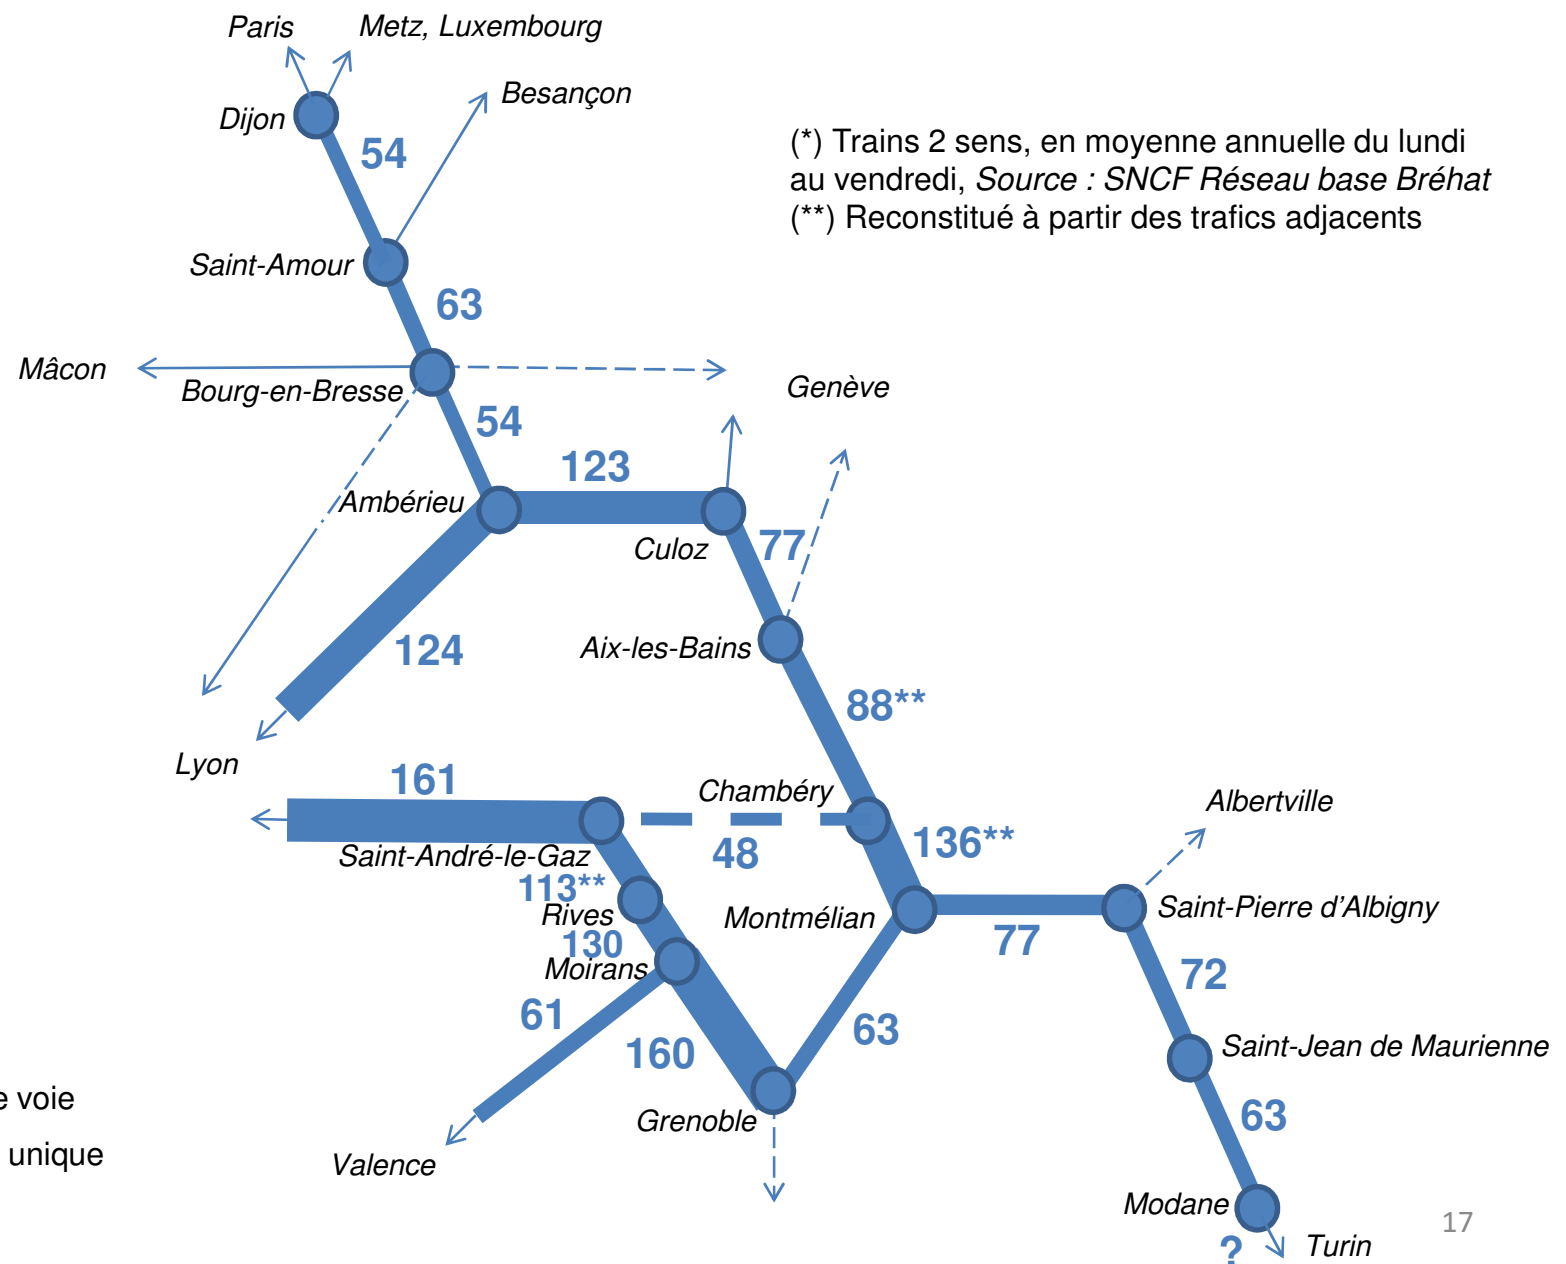 Paris
Metz, Luxembourg
Besançon
Dijon
54
(*) Trains 2 sens, en moyenne annuelle du lundi
au vendredi, Source : SNCF Réseau base Bréhat
(**) Reconstitué à partir des trafics adjacents
Saint-Amour
63
Mâcon
Bourg-en-Bresse
Genève
54
123
Ambérieu
Culoz
77
124
Aix-les-Bains
88**
Lyon
161
Chambéry
Albertville
48
136**
Saint-André-le-Gaz
113**
Rives
Montmélian
Saint-Pierre d'Albigny
130
77
Moirans
72
61
160
63
Saint-Jean de Maurienne
e voie
63
Grenoble
unique
Valence
Modane
17
?
Turin